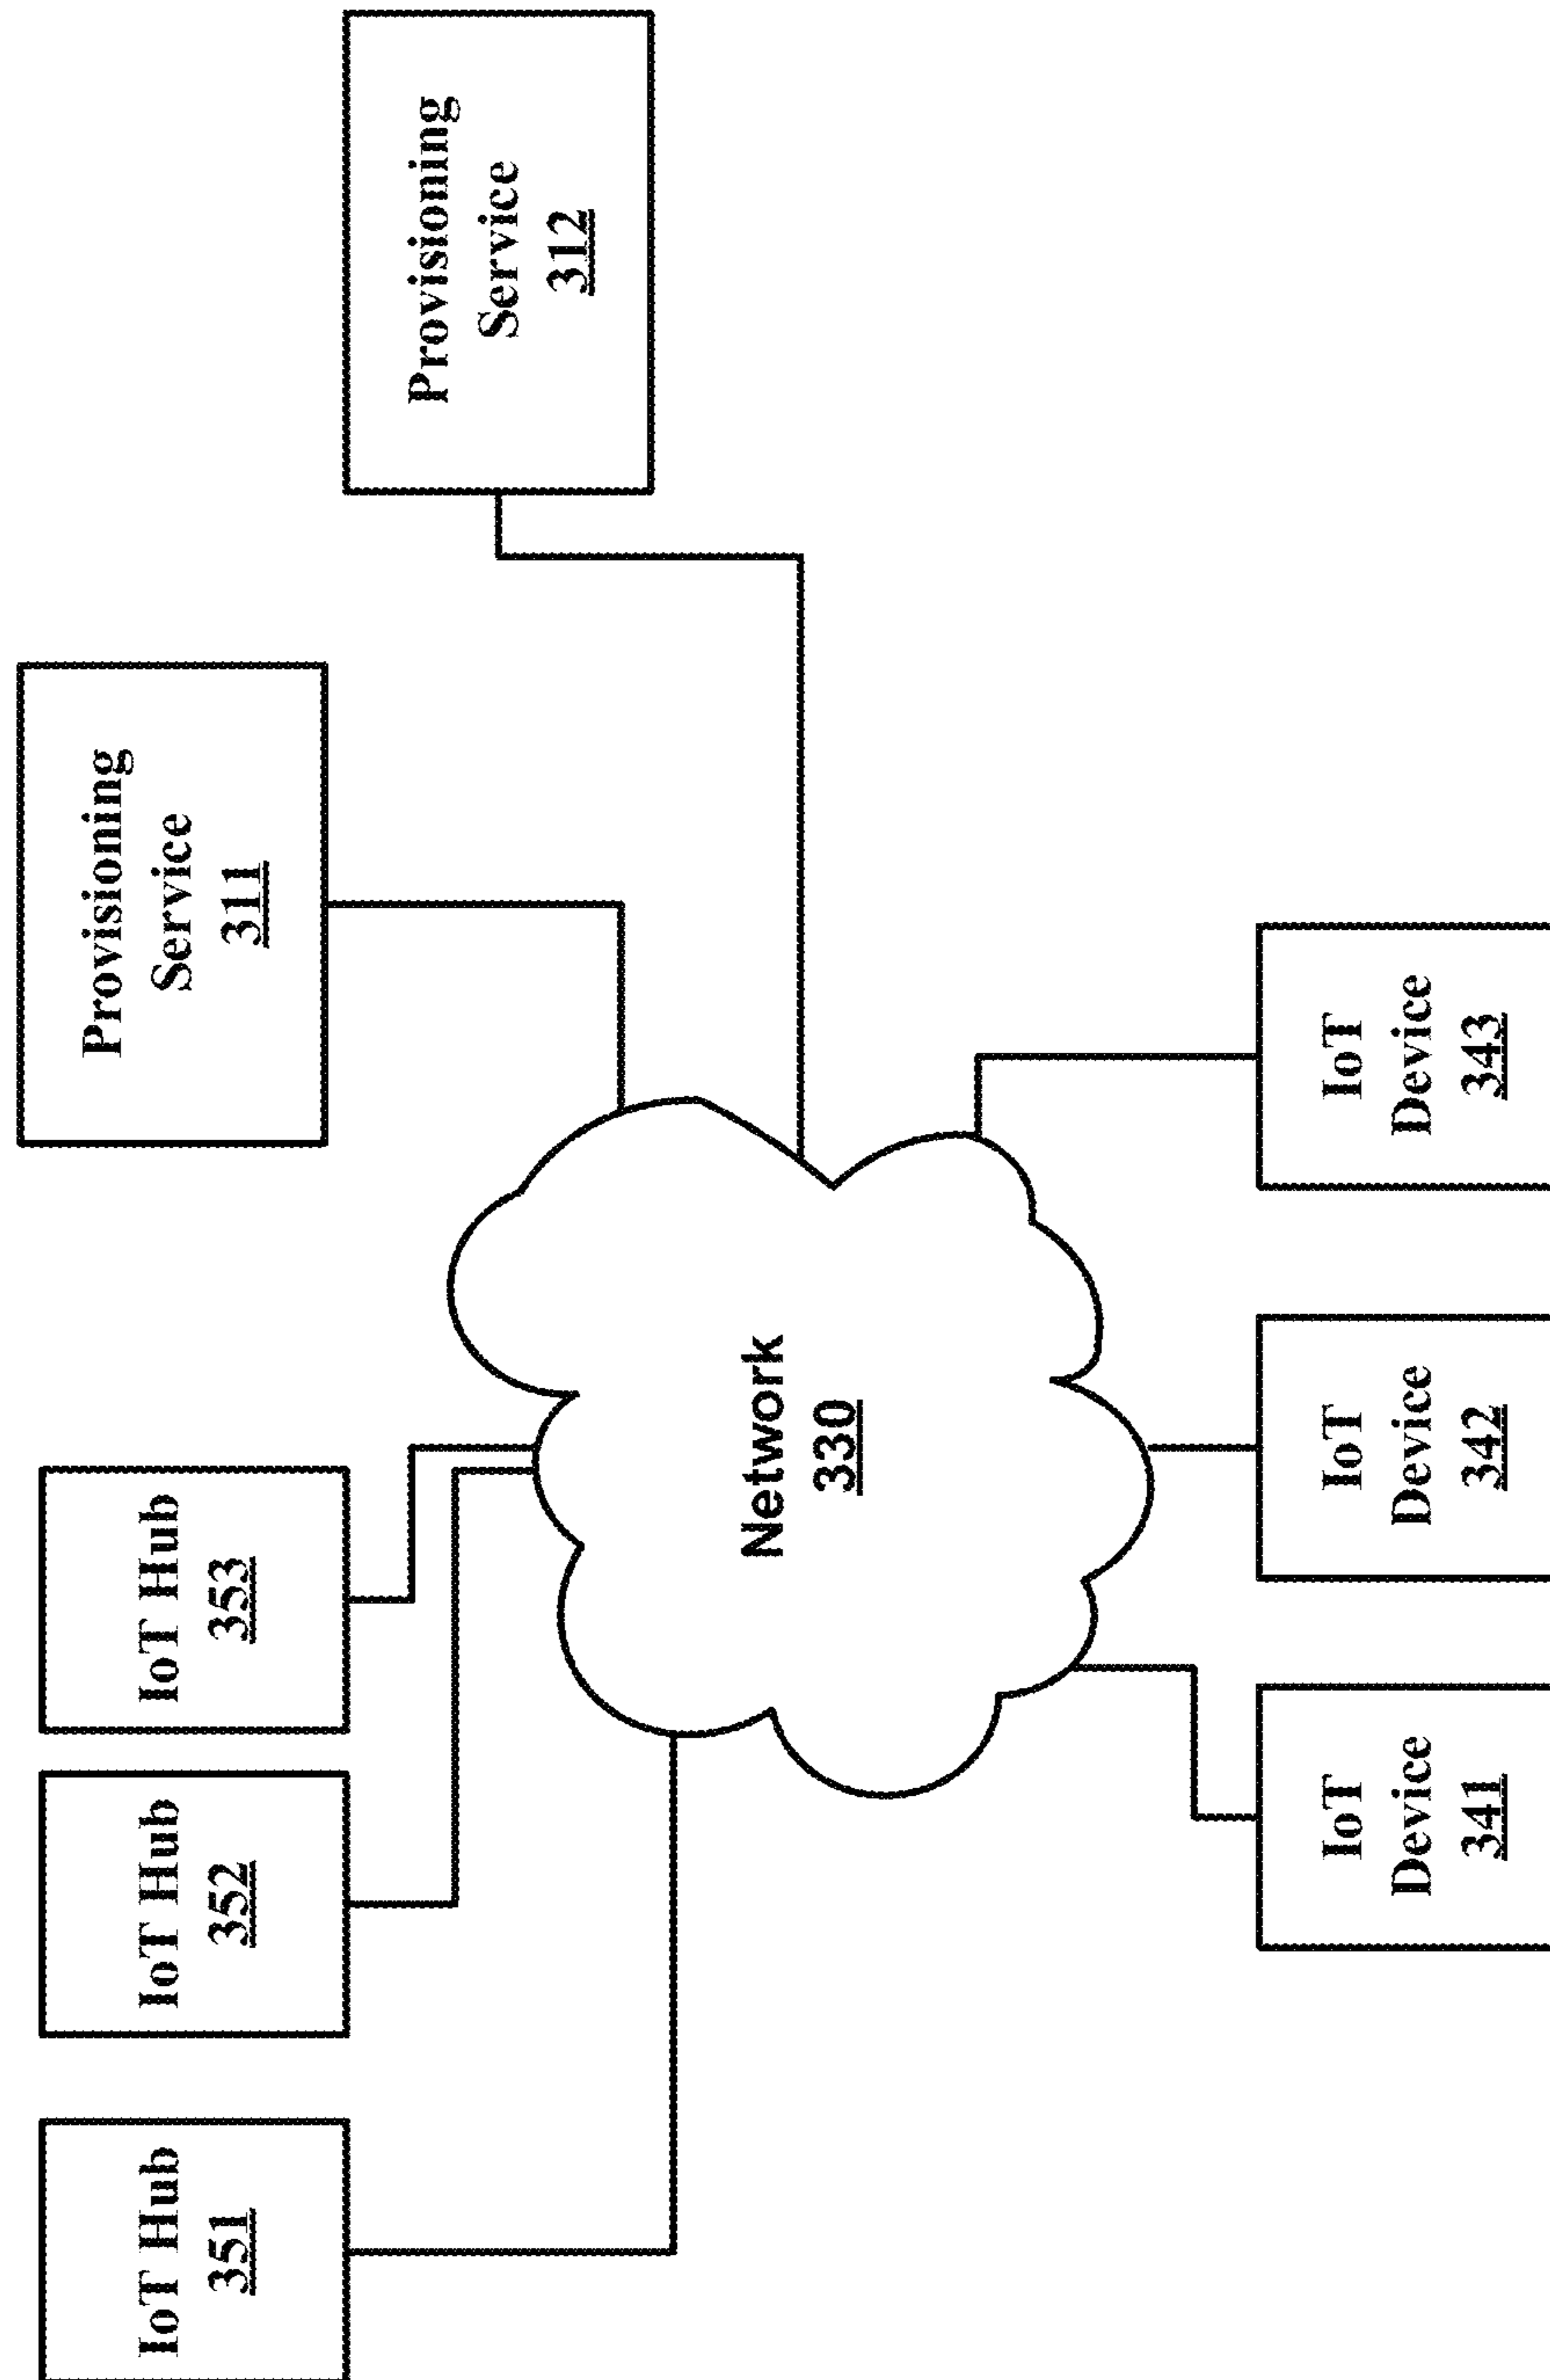 IoT Hub
351
IoT Hub
352
IoT Hub
353
Provisioning
Service
311
Provisioning
Service
312
Network
330
IoT
Device
341
IoT
Device
342
IoT
Device
343